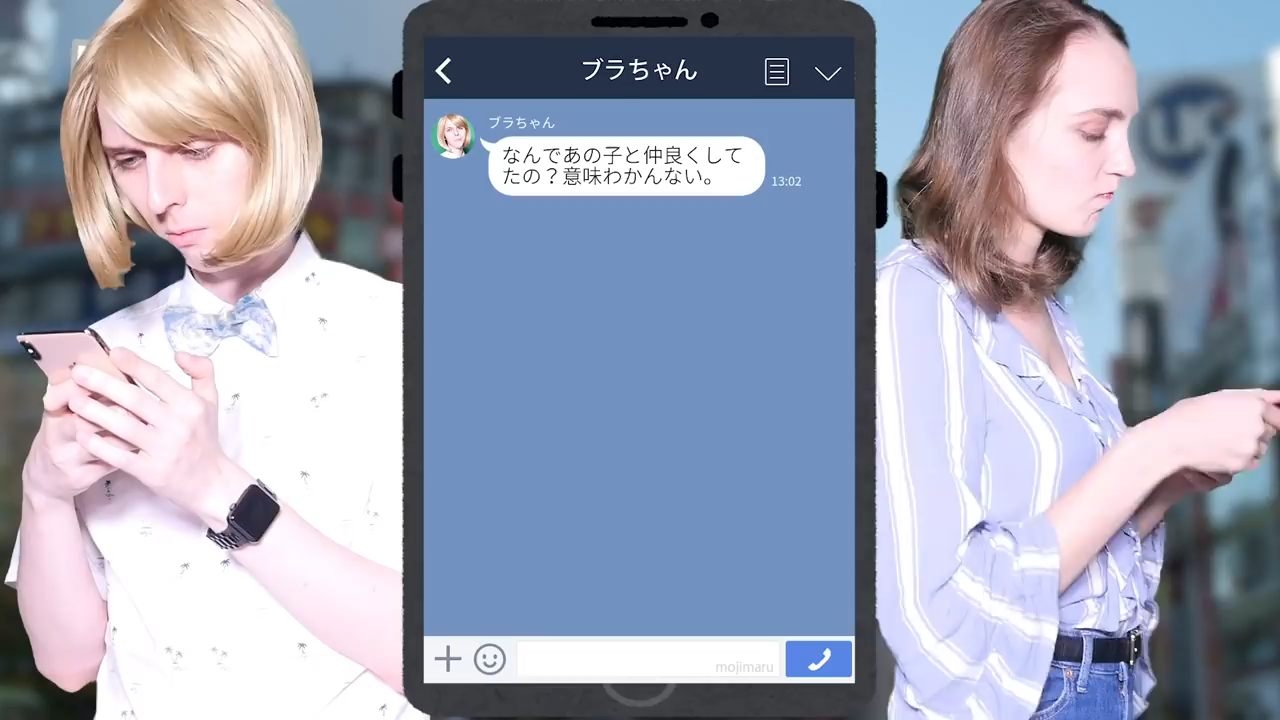 ブラちゃん
ブラちゃん
なんであの子と仲良くして
たの？意味わかんない。
13:02
mojimaru